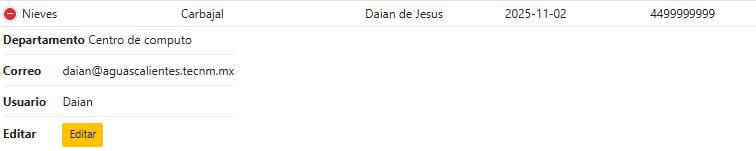 Nieves Carbajal Daian de Jesus 2025-11-02 4499999999
Departamento Centro de computo
Correo daian@aguascalientes.tecnm.mx
Usuario Daian
Editar Editar